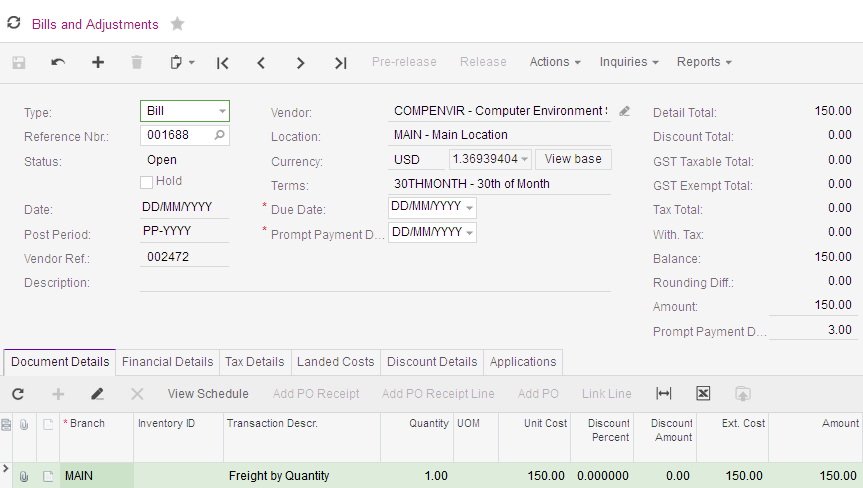 Bills and Adjustments
Pre-release Release Actions Inquiries Reports
Type: Bill Vendor: COMPENVIR - Computer Environment Detail Total: 150.00
Reference Nbr.: 001688 Location: MAIN - Main Location Discount Total: 0.00
Status: Open Currency: USD 1.36939404 View base GST Taxable Total: 0.00
Hold Terms: 30THMONTH - 30th of Month GST Exempt Total: 0.00
Date: DD/MM/YYYY * Due Date: DD/MM/YYYY Tax Total: 0.00
Post Period: PP-YYYY * Prompt Payment D... DD/MM/YYYY With. Tax: 0.00
Vendor Ref.: 002472 Balance: 150.00
Description: Rounding Diff.: 0.00
Amount: 150.00
Prompt Payment D... 3.00
Document Details Financial Details Tax Details Landed Costs Discount Details Applications
View Schedule Add PO Receipt Add PO Receipt Line Add PO Link Line
* Branch Inventory ID Transaction Descr. Quantity UOM Unit Cost Discount Discount Ext. Cost Amount
Percent Amount
MAIN Freight by Quantity 1.00 150.00 0.000000 0.00 150.00 150.00